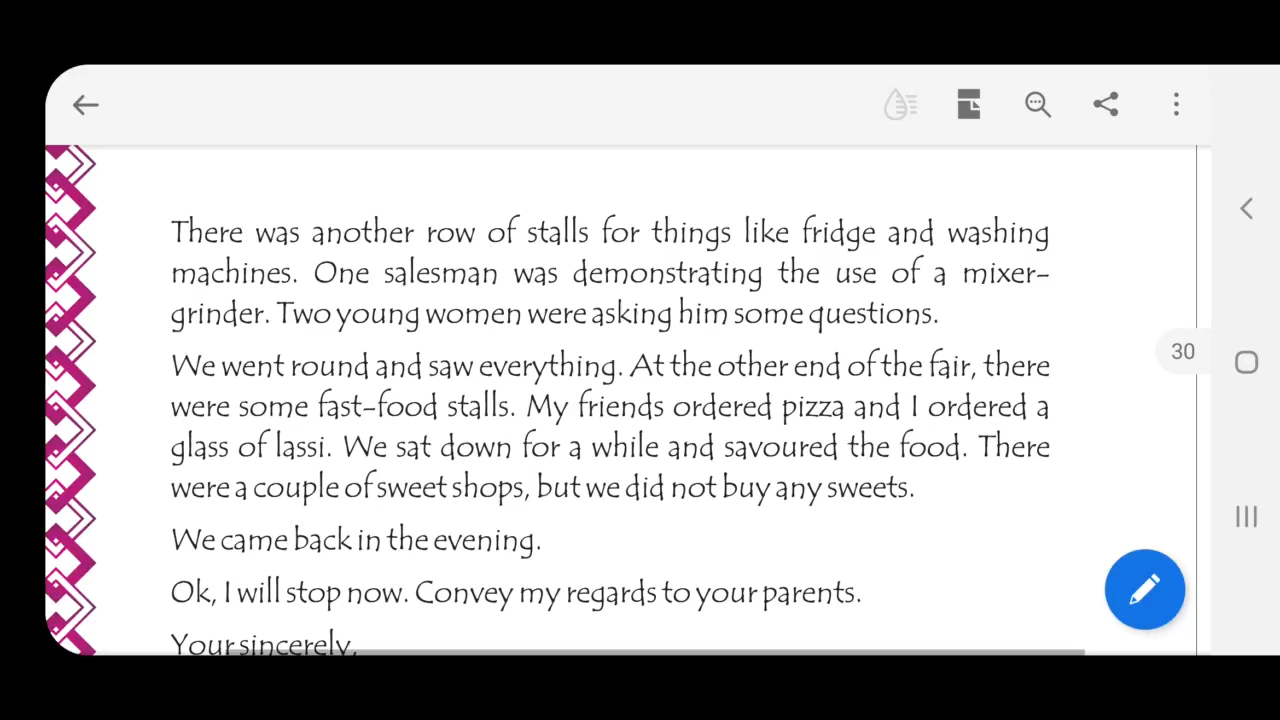 There was another row of stalls for things like fridge and washing
machines. One salesman was demonstrating the use of a mixer-
grinder. Two young women were asking him some questions.
30
We went round and saw everything. At the other end of the fair, there
were some fast-food stalls. My friends ordered pizza and I ordered a
glass of lassi. We sat down for a while and savoured the food. There
were a couple of sweet shops, but we did not buy any sweets.
We came back in the evening.
Ok, I will stop now. Convey my regards to your parents.
Your sincerely,